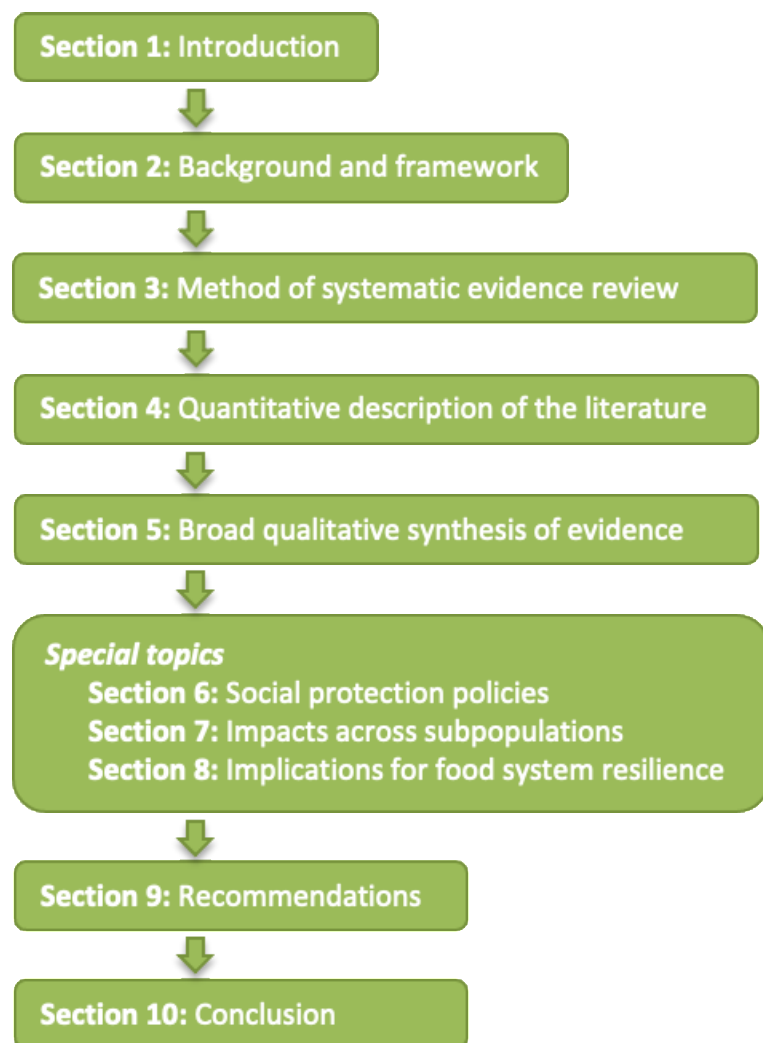 Section 1: Introduction
Section 2: Background and framework
Section 3: Method of systematic evidence review
Section 4: Quantitative description of the literature
Section 5: Broad qualitative synthesis of evidence
Special topics
Section 6: Social protection policies
Section 7: Impacts across subpopulations
Section 8: Implications for food system resilience
Section 9: Recommendations
Section 10: Conclusion